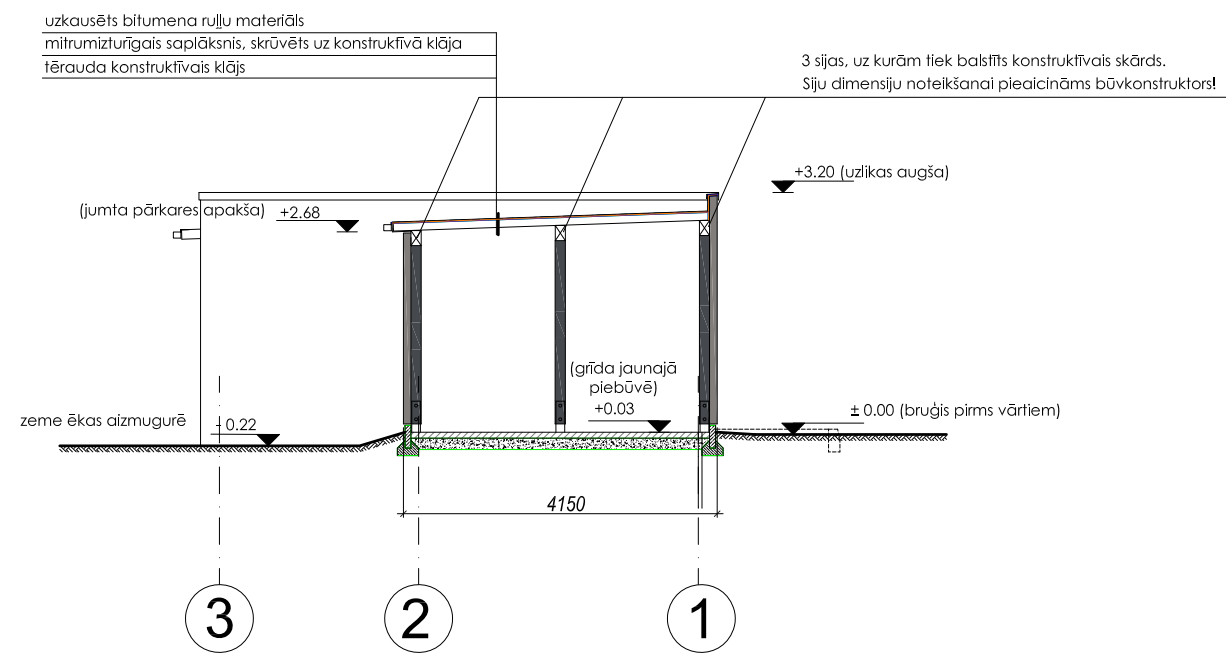 uzkausēts bitumena ruļļu materiāls
mitrumizturīgais saplāksnis, skrūvēts uz konstruktīvā klāja
tērauda konstruktīvais klājs
3 sijas, uz kurām tiek balstīts konstruktīvais skārds.
Siju dimensiju noteikšanai pieaicināms būvkonstruktors!
+3.20 (uzlikas augša)
(jumta pārkares apakša) +2.68
(grīda jaunajā
piebūvē)
+0.03
zeme ēkas aizmugurē - 0.22
± 0.00 (bruģis pirms vārtiem)
4150
3 2 1